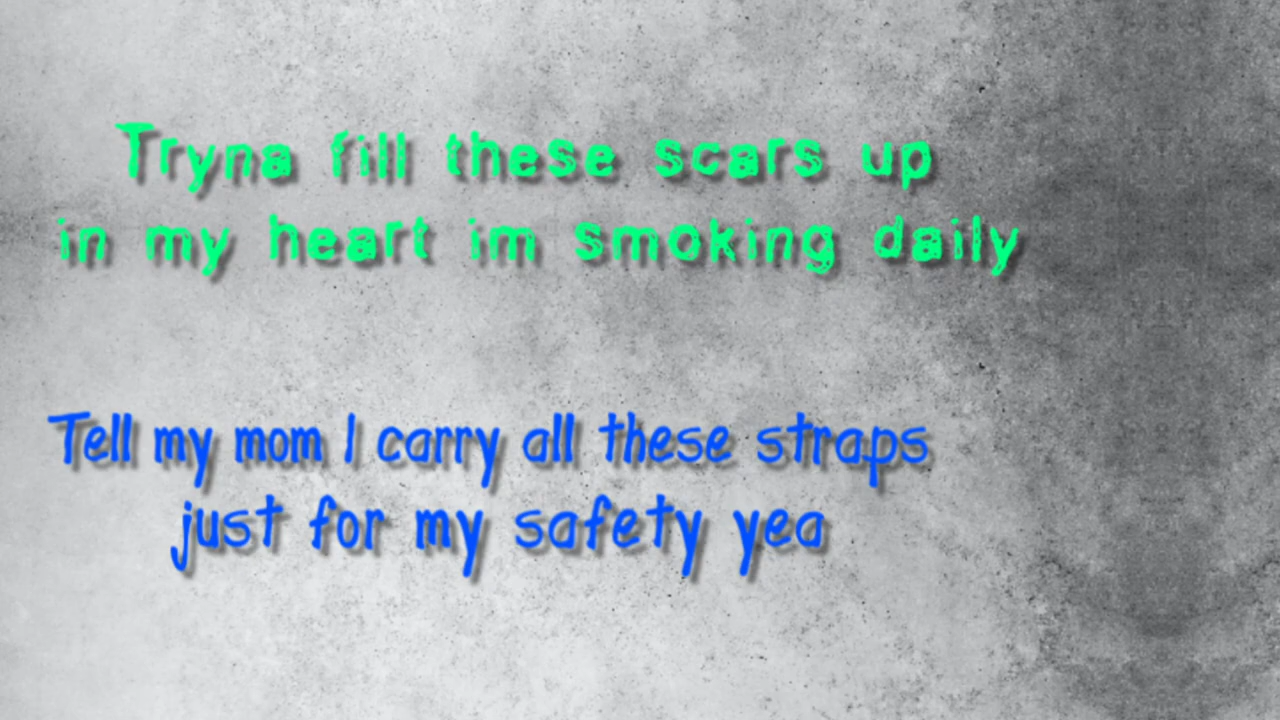 Tryna fill these scars up
in my heart im smoking daily
Tell my mom I carry all these straps
just for my safety yea